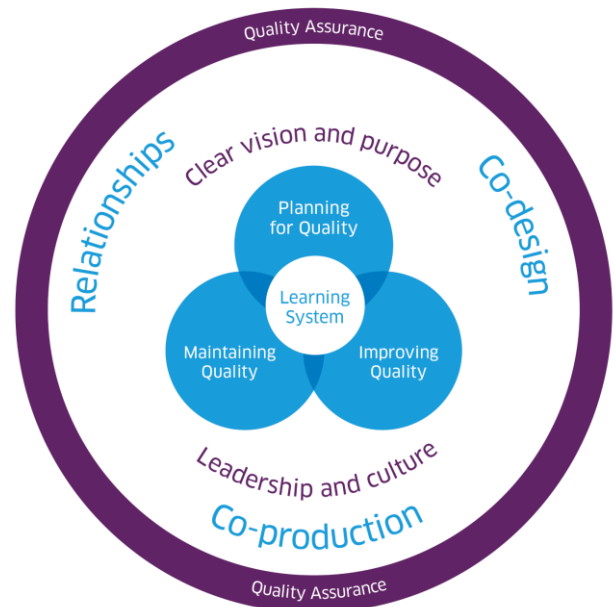 Quality Assurance
Clear vision and purpose
Relationships
Co-design
Planning
for Quality
Learning
System
Maintaining
Quality
Improving
Quality
Leadership and culture
Co-production
Quality Assurance